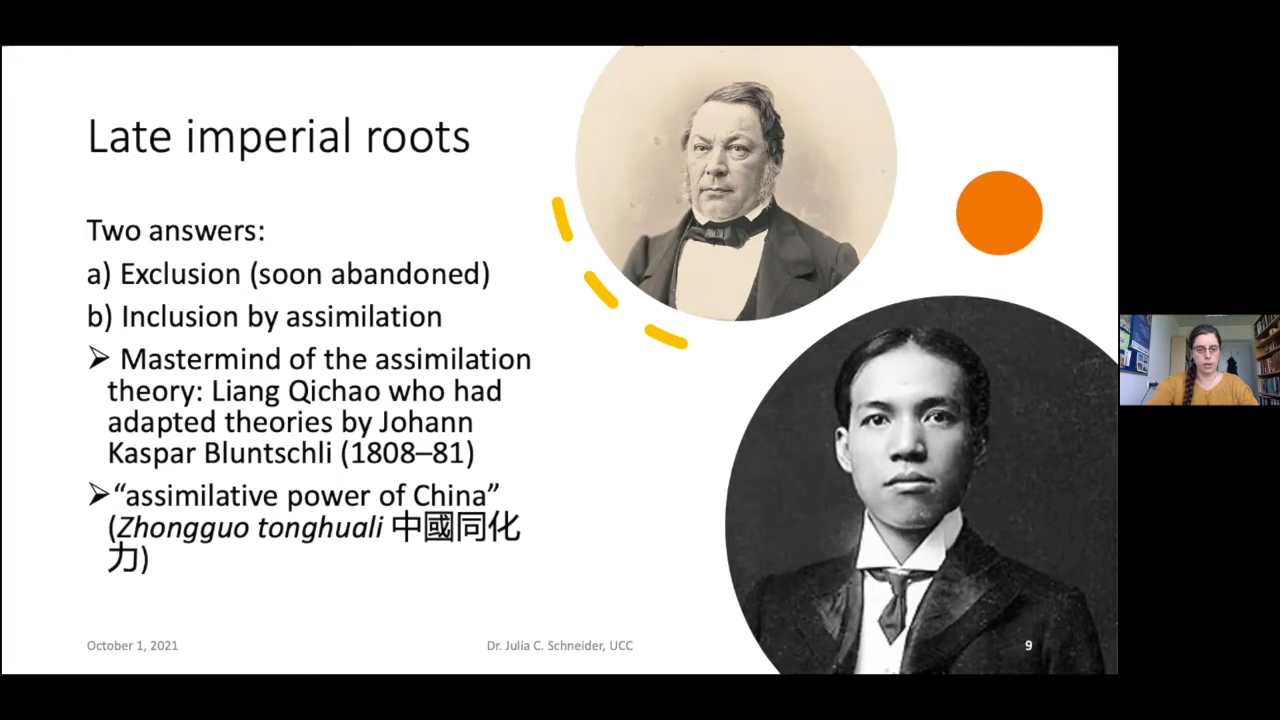 Late imperial roots
Two answers:
a) Exclusion (soon abandoned)
b) Inclusion by assimilation
➢ Mastermind of the assimilation
theory: Liang Qichao who had
adapted theories by Johann
Kaspar Bluntschli (1808–81)
➢“assimilative power of China”
(Zhongguo tonghuali 中國同化
力)
October 1, 2021
Dr. Julia C. Schneider, UCC
9